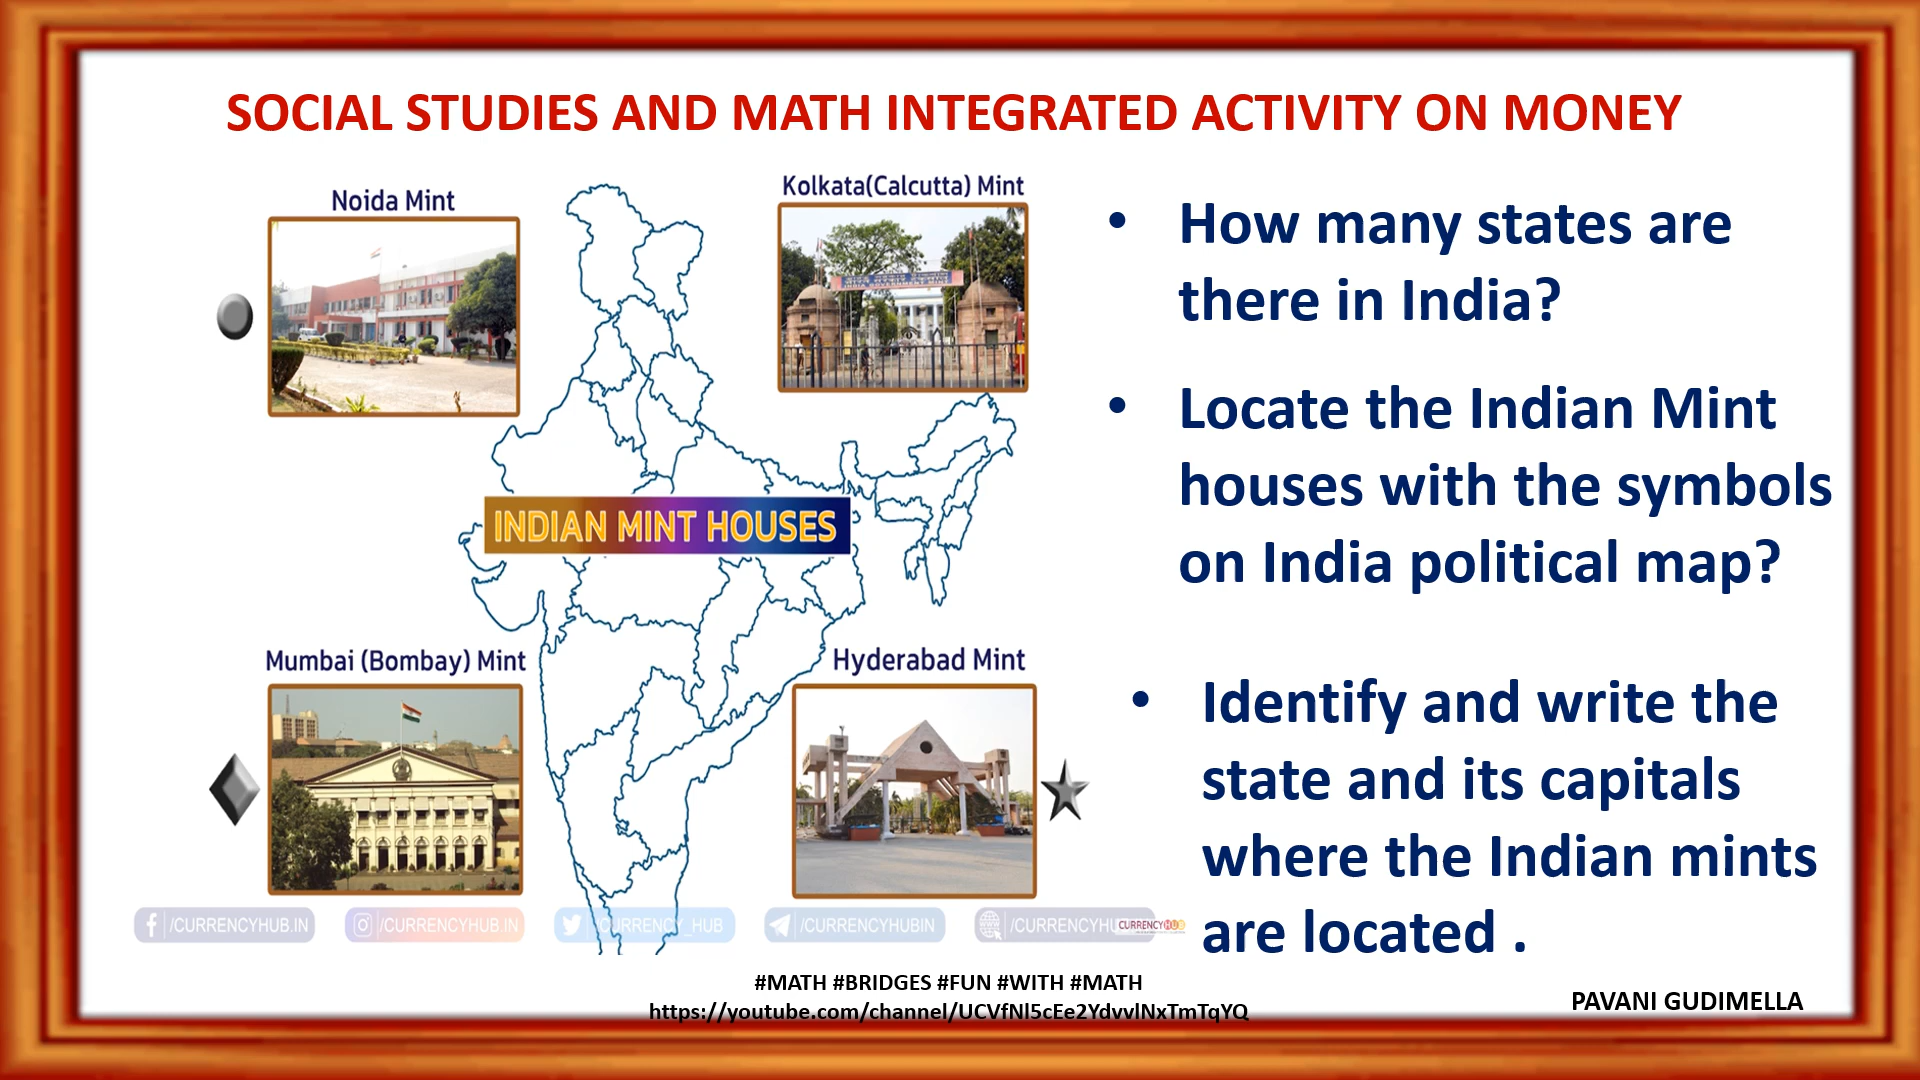 SOCIAL STUDIES AND MATH INTEGRATED ACTIVITY ON MONEY
Noida Mint
Kolkata(Calcutta) Mint
INDIAN MINT HOUSES
Mumbai (Bombay) Mint
Hyderabad Mint
• How many states are
there in India?
• Locate the Indian Mint
houses with the symbols
on India political map?
• Identify and write the
state and its capitals
where the Indian mints
are located .
/CURRENCYHUB.IN
/CURRENCYHUB.IN
/CURRENCY_HUB
/CURRENCYHUBIN
CURRENCYHUB
#MATH #BRIDGES #FUN #WITH #MATH
https://youtube.com/channel/UCVfNl5cEe2YdvvlNxTmTqYQ
PAVANI GUDIMELLA